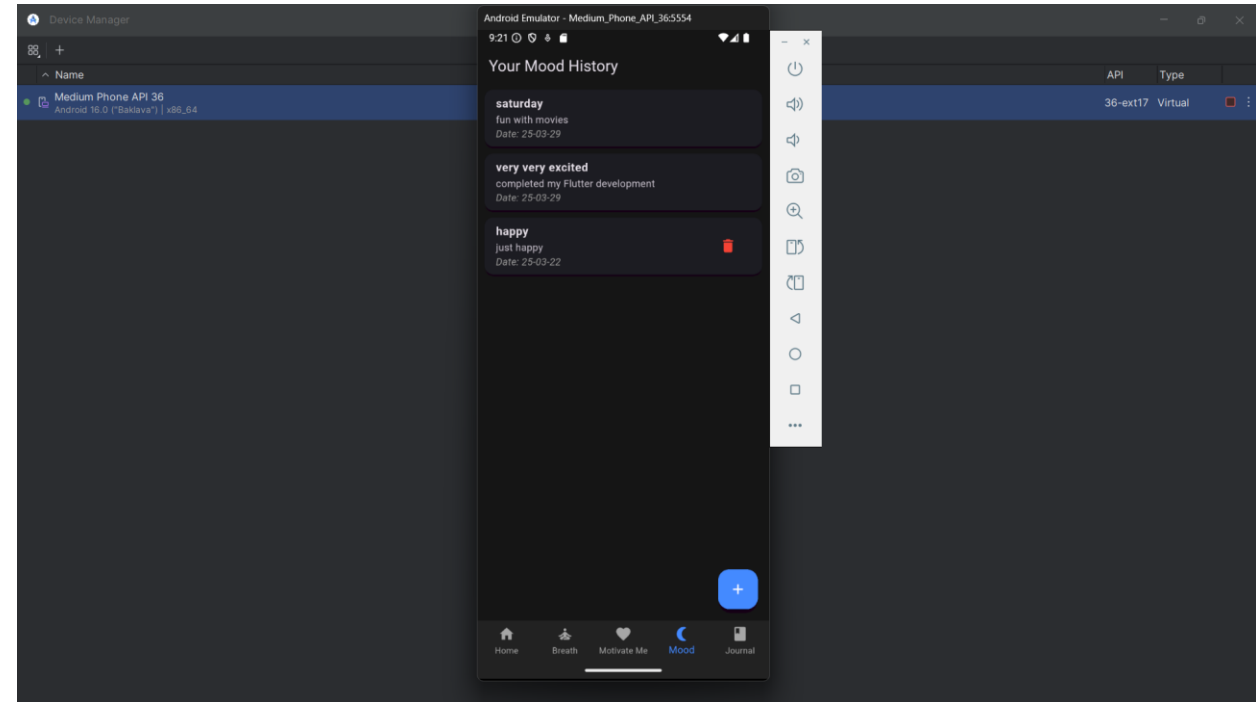 Device Manager
Name
API
Type
Medium Phone API 36
Android 16.0 ("Baklava") | x86_64
36-ext17
Virtual
Android Emulator - Medium_Phone_API_36:5554
9:21
Your Mood History
saturday
fun with movies
Date: 25-03-29
very very excited
completed my Flutter development
Date: 25-03-29
happy
just happy
Date: 25-03-22
Home
Breath
Motivate Me
Mood
Journal